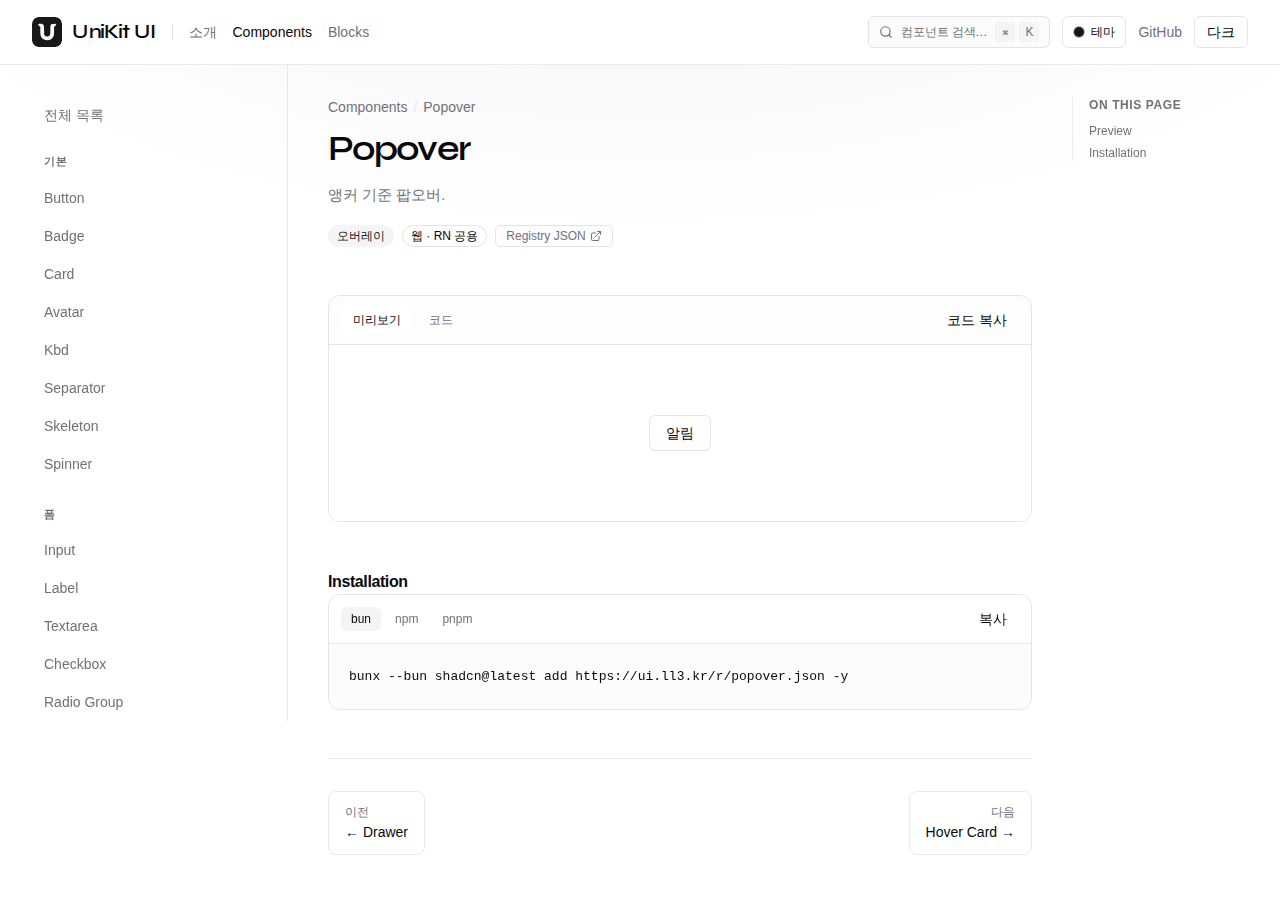 UniKit UI
소개
Components
Blocks
컴포넌트 검색…
⌘
K
테마
GitHub
다크
전체 목록
기본
Button
Badge
Card
Avatar
Kbd
Separator
Skeleton
Spinner
폼
Input
Label
Textarea
Checkbox
Radio Group
Components / Popover
Popover
앵커 기준 팝오버.
오버레이
웹 · RN 공용
Registry JSON
미리보기
코드
코드 복사
알림
Installation
bun
npm
pnpm
복사
bunx --bun shadcn@latest add https://ui.ll3.kr/r/popover.json -y
이전
← Drawer
다음
Hover Card →
ON THIS PAGE
Preview
Installation